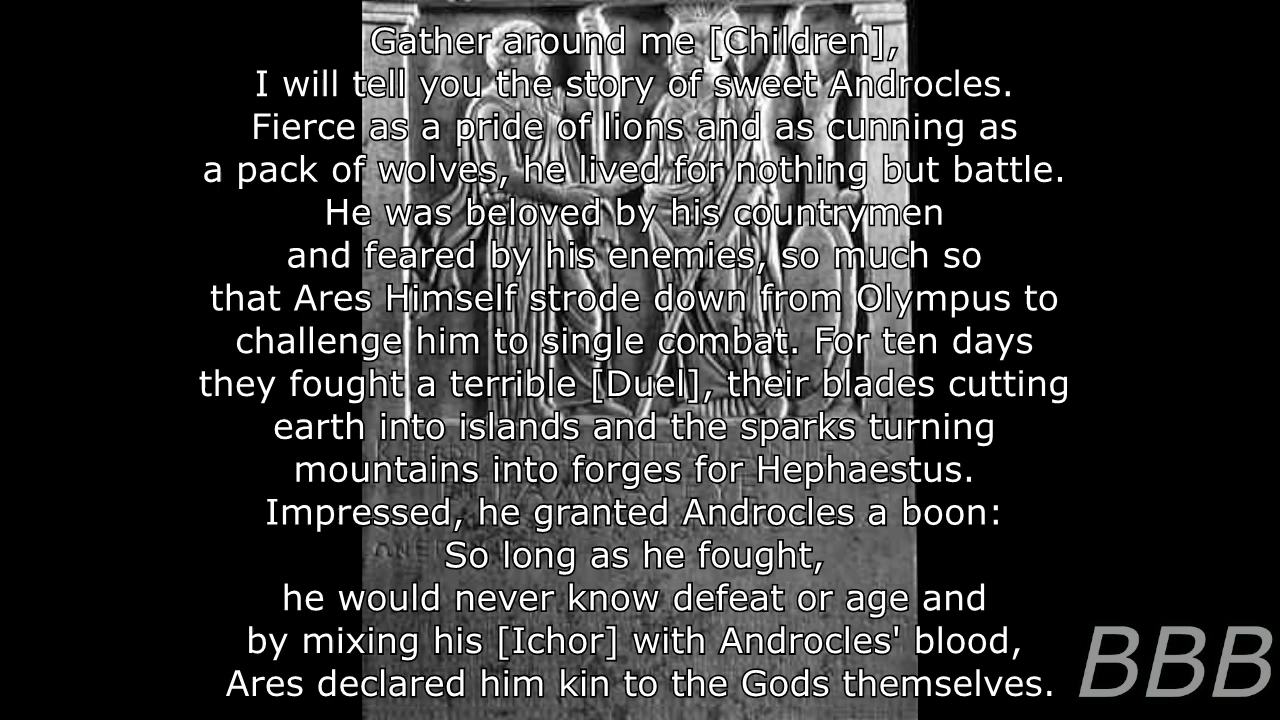 Gather around me [Children],
I will tell you the story of sweet Androcles.
Fierce as a pride of lions and as cunning as
a pack of wolves, he lived for nothing but battle.
He was beloved by his countrymen
and feared by his enemies, so much so
that Ares Himself strode down from Olympus to
challenge him to single combat. For ten days
they fought a terrible [Duel], their blades cutting
earth into islands and the sparks turning
mountains into forges for Hephaestus.
Impressed, he granted Androcles a boon:
So long as he fought,
he would never know defeat or age and
by mixing his [Ichor] with Androcles' blood,
Ares declared him kin to the Gods themselves.
BBB